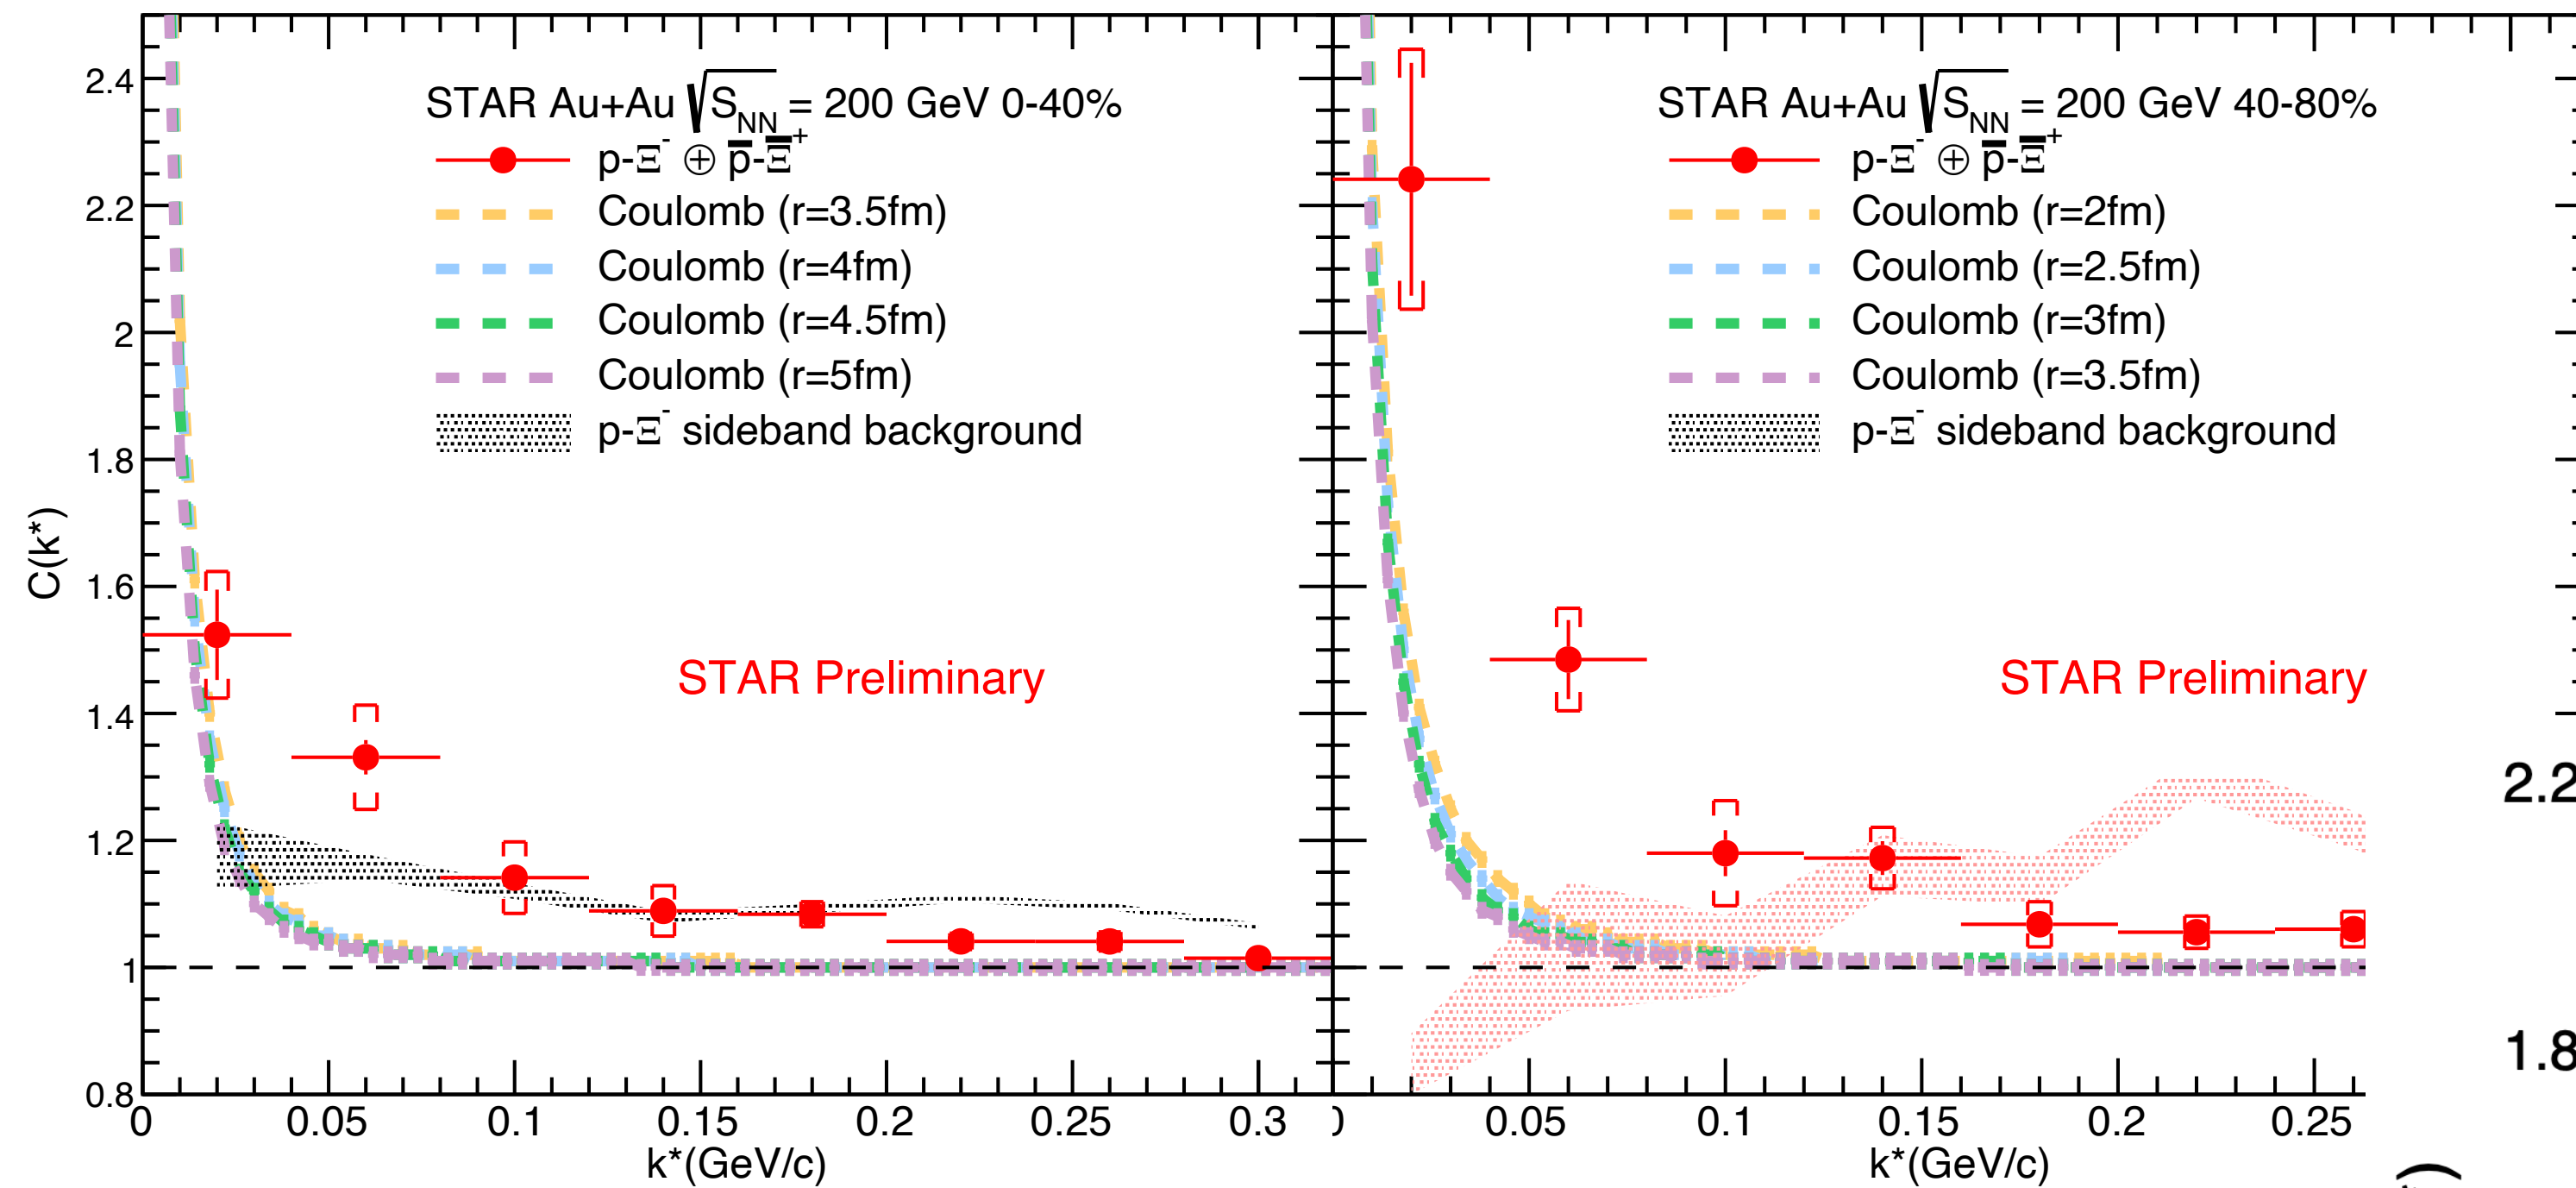 STAR Au+Au √S_NN = 200 GeV 0-40%
p-Ξ⁻ ⊕ p̅-Ξ̅⁺
Coulomb (r=3.5fm)
Coulomb (r=4fm)
Coulomb (r=4.5fm)
Coulomb (r=5fm)
p-Ξ⁻ sideband background
STAR Preliminary
C(k*)
2.4
2.2
2
1.8
1.6
1.4
1.2
1
0.8
0 0.05 0.1 0.15 0.2 0.25 0.3
k*(GeV/c)
STAR Au+Au √S_NN = 200 GeV 40-80%
p-Ξ⁻ ⊕ p̅-Ξ̅⁺
Coulomb (r=2fm)
Coulomb (r=2.5fm)
Coulomb (r=3fm)
Coulomb (r=3.5fm)
p-Ξ⁻ sideband background
STAR Preliminary
0.05 0.1 0.15 0.2 0.25
k*(GeV/c)
2.2
1.8
)